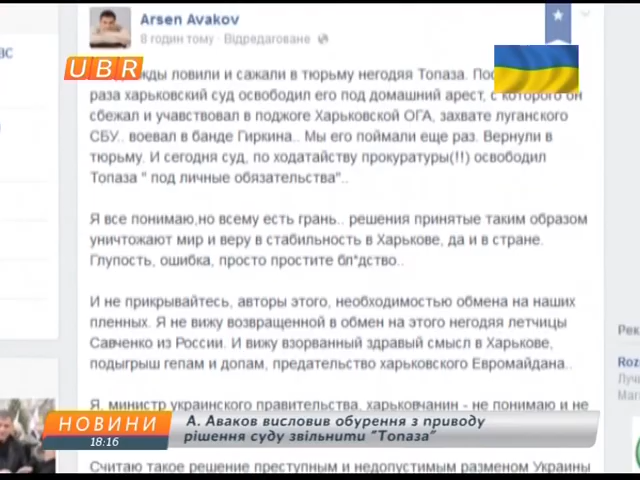 Arsen Avakov
8 годин тому · Відредаговане
ВС
UBR
ловили и сажали в тюрьму негодяя Топаза.
раза харьковский суд освободил его под домашний арест, с которого он
сбежал и учавствовал в поджоге Харьковской ОГА, захвате луганского
СБУ.. воевал в банде Гиркина.. Мы его поймали еще раз. Вернули в
тюрьму. И сегодня суд, по ходатайству прокуратуры(!!) освободил
Топаза " под личные обязательства"..
Я все понимаю,но всему есть грань.. решения принятые таким образом
уничтожают мир и веру в стабильность в Харькове, да и в стране.
Глупость, ошибка, просто простите бл*дство..
И не прикрывайтесь, авторы этого, необходимостью обмена на наших
пленных. Я не вижу возвращенной в обмен на этого негодяя летчицы
Савченко из России. И вижу взорванный здравый смысл в Харькове,
подыгрыш гепам и допам, предательство харьковского Евромайдана..
Я, министр украинского правительства, харьковчанин - не понимаю и не
НОВИНИ
18:16
А. Аваков висловив обурення з приводу
рішення суду звільнити "Топаза"
Считаю такое решение преступным и недопустимым разменом Украины
Рек
Roz
Лучш